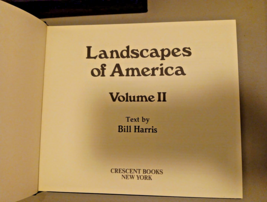 Landscapes
of America
Volume II
Text by
Bill Harris
CRESCENT BOOKS
NEW YORK